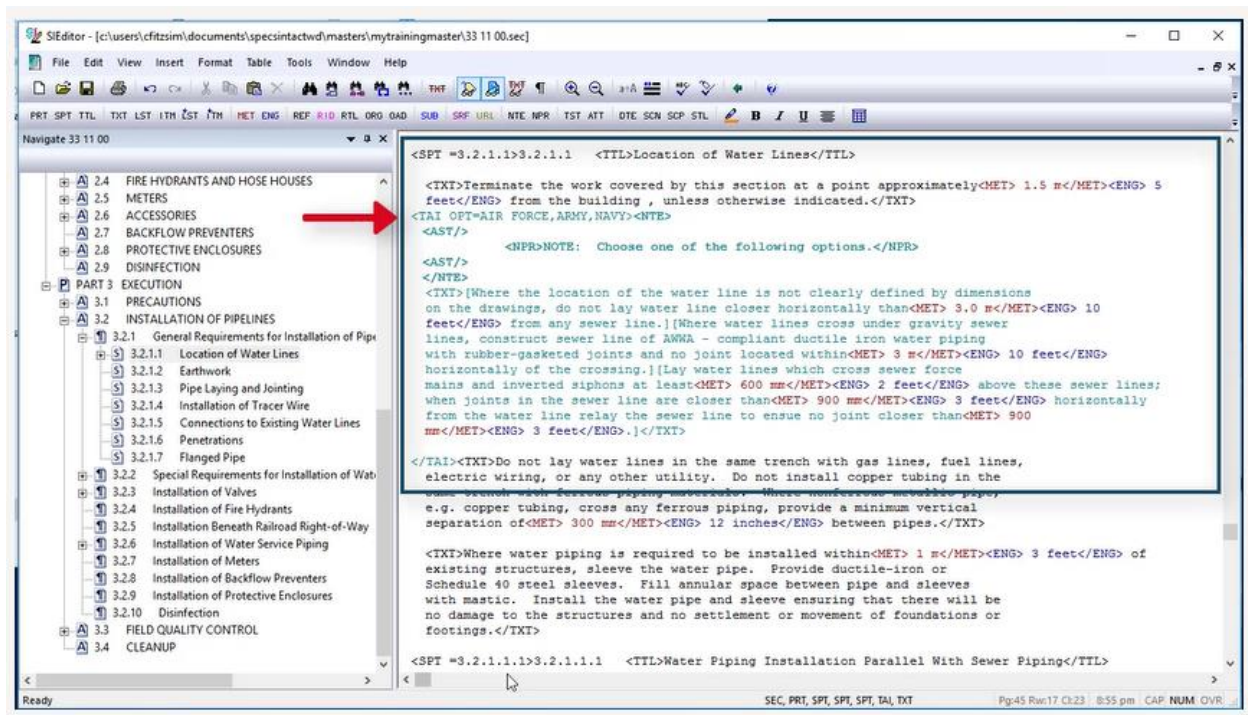 SIEditor - [c:\users\cfitzsim\documents\specsintactwd\masters\mytrainingmaster\33 11 00.sec]
File Edit View Insert Format Table Tools Window Help
PRT SPT TTL TXT LST ITM LST ITM MET ENG REF RID RTL ORG OAD SUB SRF URL NTE NPR TST ATT DTE SCN SCP STL B I U
Navigate 33 11 00
A 2.4 FIRE HYDRANTS AND HOSE HOUSES
A 2.5 METERS
A 2.6 ACCESSORIES
A 2.7 BACKFLOW PREVENTERS
A 2.8 PROTECTIVE ENCLOSURES
A 2.9 DISINFECTION
P PART 3 EXECUTION
A 3.1 PRECAUTIONS
A 3.2 INSTALLATION OF PIPELINES
1 3.2.1 General Requirements for Installation of Pipe
S 3.2.1.1 Location of Water Lines
S 3.2.1.2 Earthwork
S 3.2.1.3 Pipe Laying and Jointing
S 3.2.1.4 Installation of Tracer Wire
S 3.2.1.5 Connections to Existing Water Lines
S 3.2.1.6 Penetrations
S 3.2.1.7 Flanged Pipe
1 3.2.2 Special Requirements for Installation of Wat
1 3.2.3 Installation of Valves
1 3.2.4 Installation of Fire Hydrants
1 3.2.5 Installation Beneath Railroad Right-of-Way
1 3.2.6 Installation of Water Service Piping
1 3.2.7 Installation of Meters
1 3.2.8 Installation of Backflow Preventers
1 3.2.9 Installation of Protective Enclosures
1 3.2.10 Disinfection
A 3.3 FIELD QUALITY CONTROL
A 3.4 CLEANUP
<SPT =3.2.1.1>3.2.1.1 <TTL>Location of Water Lines</TTL>
<TXT>Terminate the work covered by this section at a point approximately<MET> 1.5 m</MET><ENG> 5
feet</ENG> from the building , unless otherwise indicated.</TXT>
<TAI OPT=AIR FORCE,ARMY,NAVY><NTE>
<AST/>
<NPR>NOTE: Choose one of the following options.</NPR>
<AST/>
</NTE>
<TXT>[Where the location of the water line is not clearly defined by dimensions
on the drawings, do not lay water line closer horizontally than<MET> 3.0 m</MET><ENG> 10
feet</ENG> from any sewer line.][Where water lines cross under gravity sewer
lines, construct sewer line of AWWA - compliant ductile iron water piping
with rubber-gasketed joints and no joint located within<MET> 3 m</MET><ENG> 10 feet</ENG>
horizontally of the crossing.][Lay water lines which cross sewer force
mains and inverted siphons at least<MET> 600 mm</MET><ENG> 2 feet</ENG> above these sewer lines;
when joints in the sewer line are closer than<MET> 900 mm</MET><ENG> 3 feet</ENG> horizontally
from the water line relay the sewer line to ensue no joint closer than<MET> 900
mm</MET><ENG> 3 feet</ENG>.]</TXT>
</TAI><TXT>Do not lay water lines in the same trench with gas lines, fuel lines,
electric wiring, or any other utility. Do not install copper tubing in the
same trench with ferrous piping materials. Where nonferrous metallic pipe,
e.g. copper tubing, cross any ferrous piping, provide a minimum vertical
separation of<MET> 300 mm</MET><ENG> 12 inches</ENG> between pipes.</TXT>
<TXT>Where water piping is required to be installed within<MET> 1 m</MET><ENG> 3 feet</ENG> of
existing structures, sleeve the water pipe. Provide ductile-iron or
Schedule 40 steel sleeves. Fill annular space between pipe and sleeves
with mastic. Install the water pipe and sleeve ensuring that there will be
no damage to the structures and no settlement or movement of foundations or
footings.</TXT>
<SPT =3.2.1.1.1>3.2.1.1.1 <TTL>Water Piping Installation Parallel With Sewer Piping</TTL>
Ready SEC, PRT, SPT, SPT, SPT, TAI, TXT Pg:45 Rw:17 Cl:23 8:55 pm CAP NUM OVR